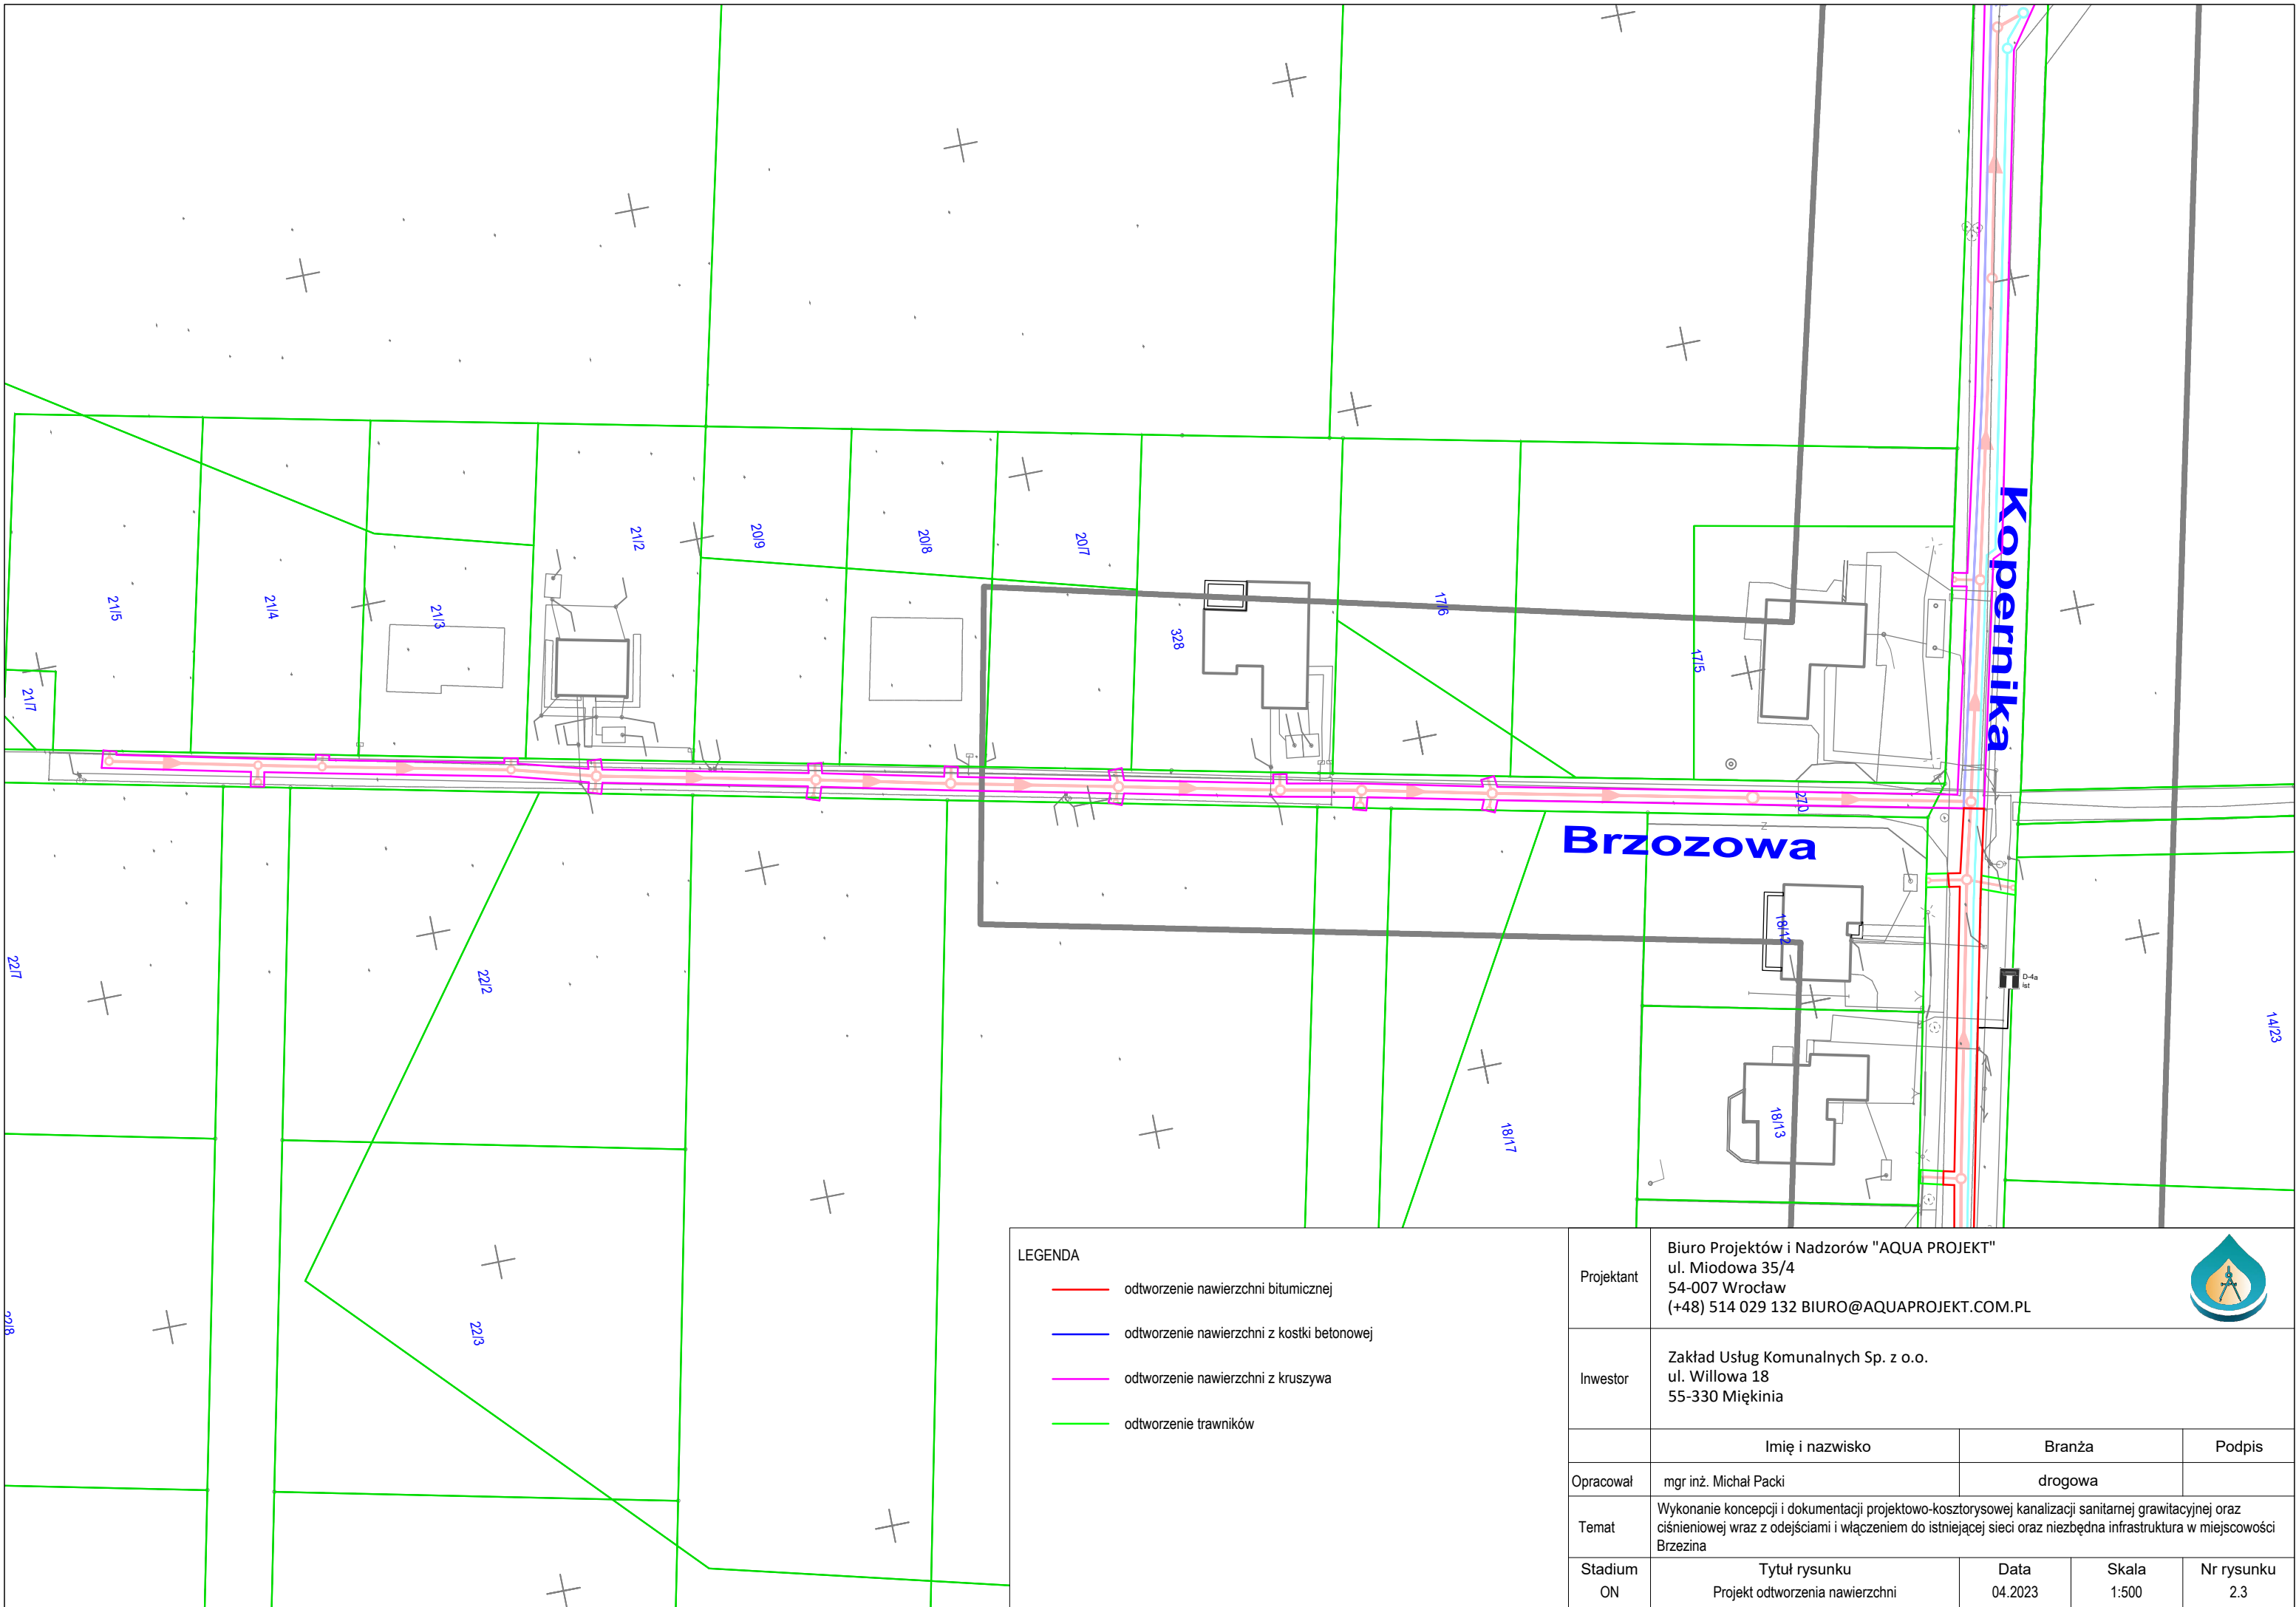 21/5
21/4
21/3
21/2
20/9
20/8
20/7
328
17/6
17/5
21/7
Kopernika
270
Brzozowa
18/12
18/13
18/17
14/23
22/7
22/2
22/8
22/3
D-4a
ist
LEGENDA
odtworzenie nawierzchni bitumicznej
odtworzenie nawierzchni z kostki betonowej
odtworzenie nawierzchni z kruszywa
odtworzenie trawników
Projektant
Biuro Projektów i Nadzorów "AQUA PROJEKT"
ul. Miodowa 35/4
54-007 Wrocław
(+48) 514 029 132 BIURO@AQUAPROJEKT.COM.PL
Inwestor
Zakład Usług Komunalnych Sp. z o.o.
ul. Willowa 18
55-330 Miękinia
Imię i nazwisko Branża Podpis
Opracował mgr inż. Michał Packi drogowa
Temat
Wykonanie koncepcji i dokumentacji projektowo-kosztorysowej kanalizacji sanitarnej grawitacyjnej oraz
ciśnieniowej wraz z odejściami i włączeniem do istniejącej sieci oraz niezbędna infrastruktura w miejscowości
Brzezina
Stadium Tytuł rysunku Data Skala Nr rysunku
ON Projekt odtworzenia nawierzchni 04.2023 1:500 2.3